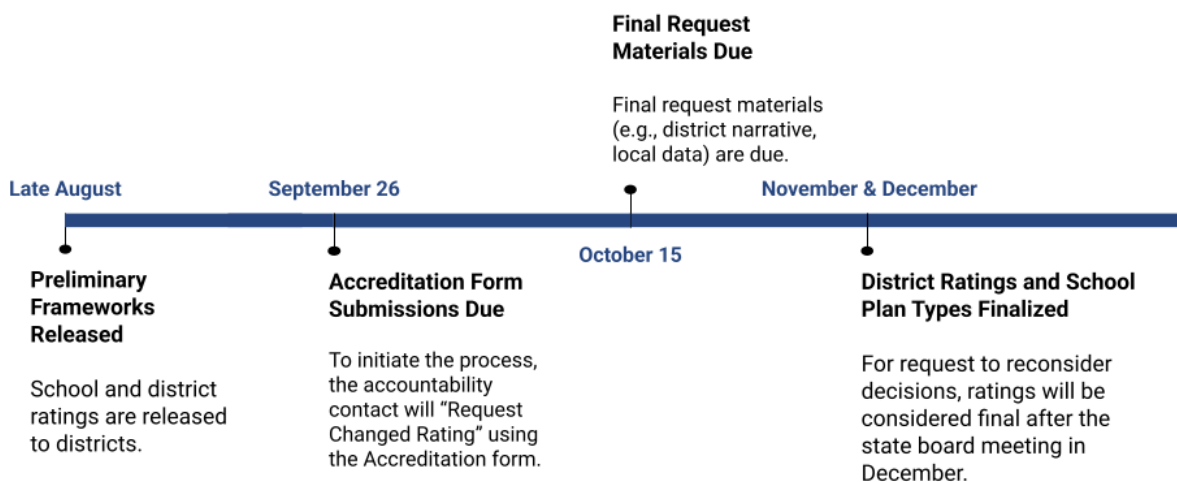 Late August
Preliminary
Frameworks
Released
School and district
ratings are released
to districts.
September 26
Accreditation Form
Submissions Due
To initiate the process,
the accountability
contact will “Request
Changed Rating” using
the Accreditation form.
Final Request
Materials Due
Final request materials
(e.g., district narrative,
local data) are due.
October 15
November & December
District Ratings and School
Plan Types Finalized
For request to reconsider
decisions, ratings will be
considered final after the
state board meeting in
December.